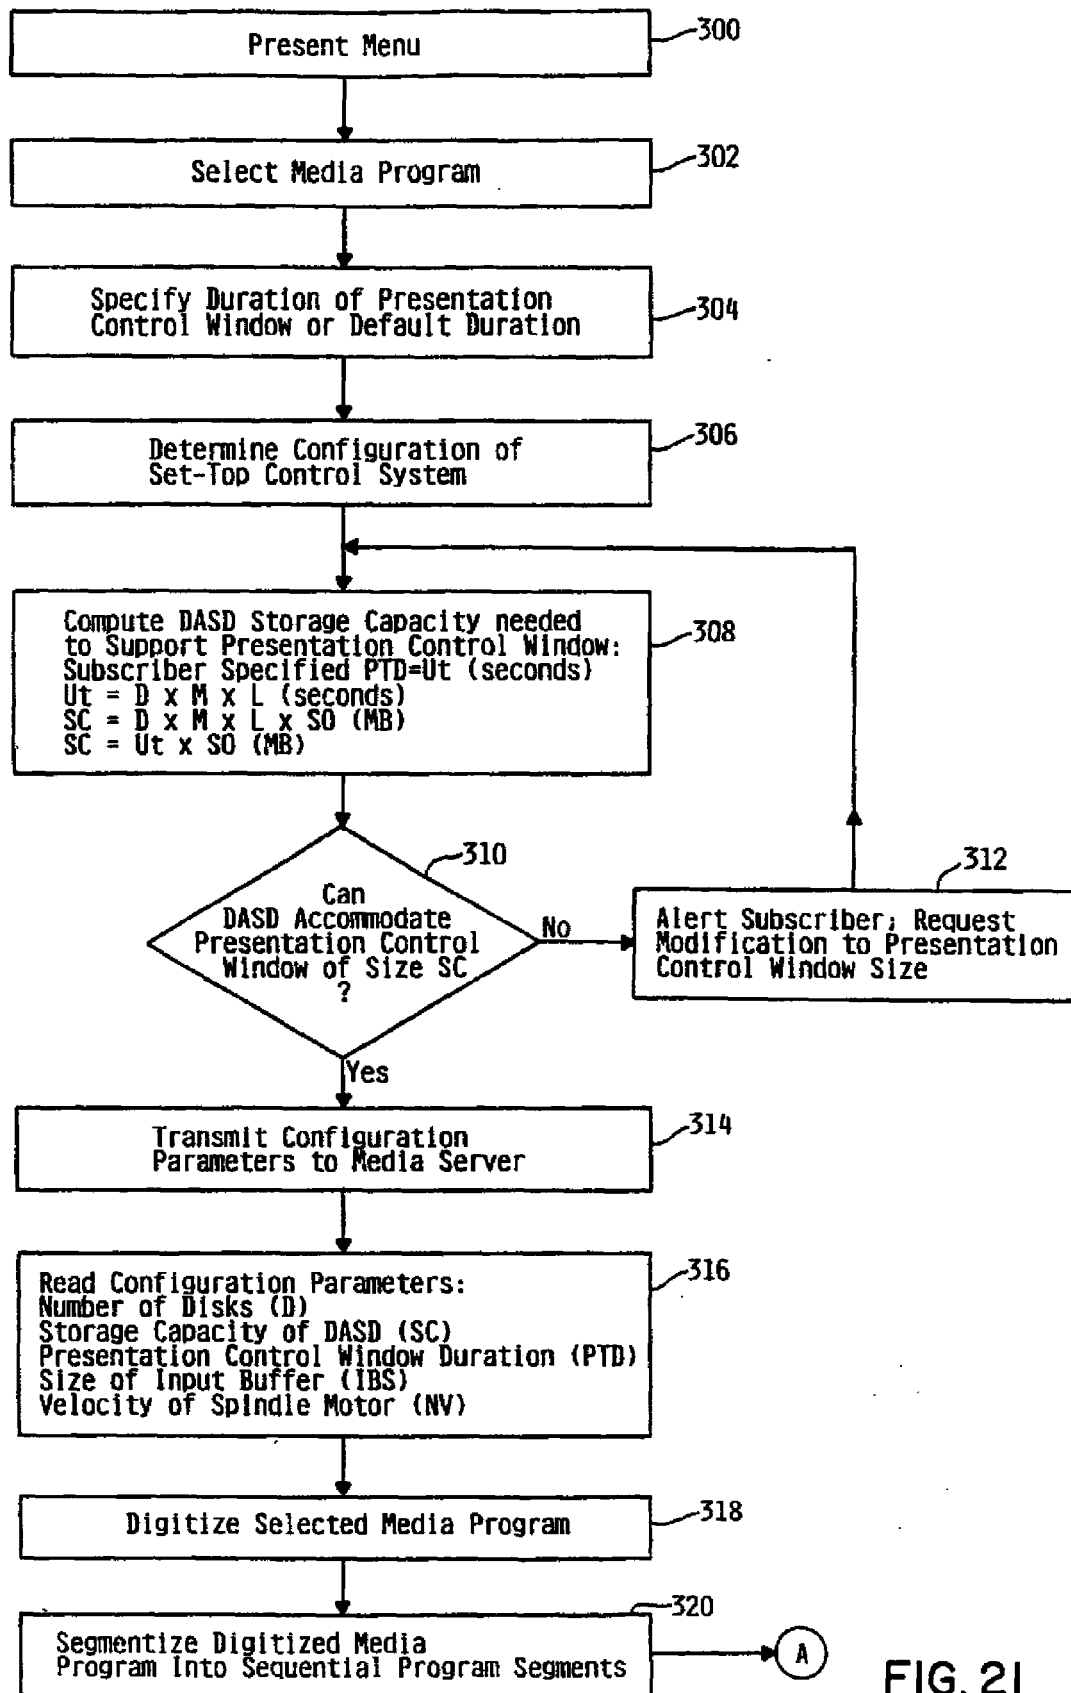 Present Menu
300
Select Media Program
302
Specify Duration of Presentation
Control Window or Default Duration
304
Determine Configuration of
Set-Top Control System
306
Compute DASD Storage Capacity needed
to Support Presentation Control Window:
Subscriber Specified PTD=Ut (seconds)
Ut = D x M x L (seconds)
SC = D x M x L x SO (MB)
SC = Ut x SO (MB)
308
310
Can
DASD Accommodate
Presentation Control
Window of Size SC
?
No
312
Alert Subscriber; Request
Modification to Presentation
Control Window Size
Yes
Transmit Configuration
Parameters to Media Server
314
Read Configuration Parameters:
Number of Disks (D)
Storage Capacity of DASD (SC)
Presentation Control Window Duration (PTD)
Size of Input Buffer (IBS)
Velocity of Spindle Motor (NV)
316
Digitize Selected Media Program
318
320
Segmentize Digitized Media
Program Into Sequential Program Segments
A
FIG. 21